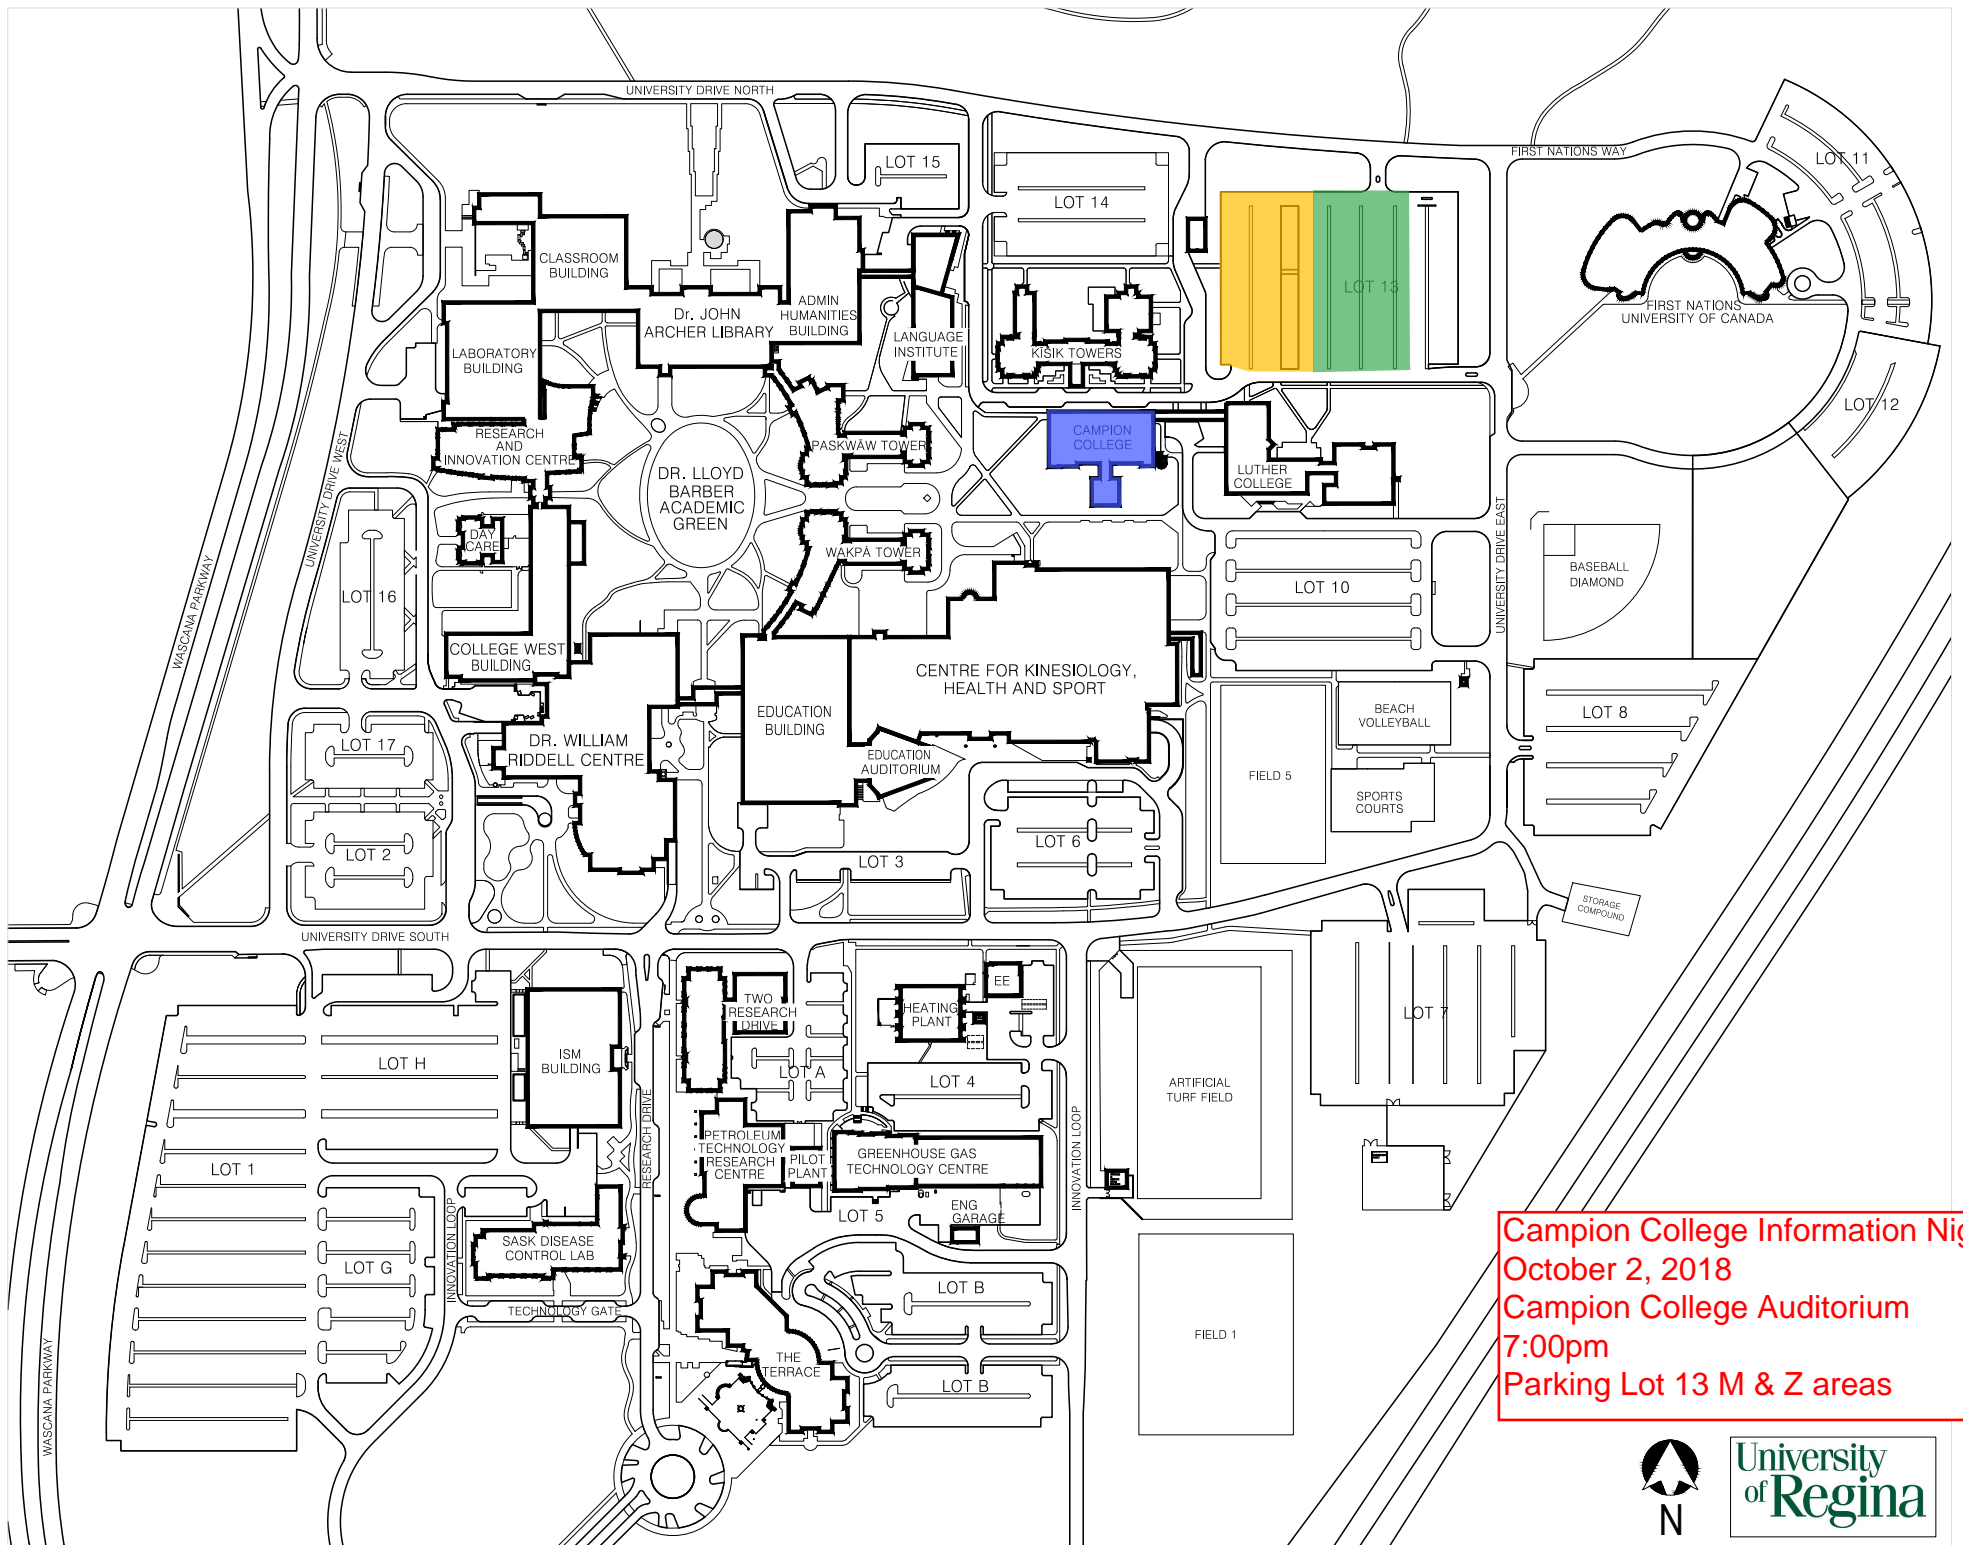 UNIVERSITY DRIVE NORTH
FIRST NATIONS WAY
LOT 11
LOT 15
LOT 14
CLASSROOM
BUILDING
LOT 13
ADMIN
HUMANITIES
BUILDING
Dr. JOHN
ARCHER LIBRARY
FIRST NATIONS
UNIVERSITY OF CANADA
LANGUAGE
INSTITUTE
KĪSIK TOWERS
LABORATORY
BUILDING
LOT 12
CAMPION
COLLEGE
PASKWĀW TOWER
RESEARCH
AND
INNOVATION CENTRE
LUTHER
COLLEGE
DR. LLOYD
BARBER
ACADEMIC
GREEN
UNIVERSITY DRIVE WEST
UNIVERSITY DRIVE EAST
DAY
CARE
WAKPĀ TOWER
BASEBALL
DIAMOND
LOT 10
LOT 16
WASCANA PARKWAY
COLLEGE WEST
BUILDING
CENTRE FOR KINESIOLOGY,
HEALTH AND SPORT
BEACH
VOLLEYBALL
LOT 8
EDUCATION
BUILDING
LOT 17
DR. WILLIAM
RIDDELL CENTRE
EDUCATION
AUDITORIUM
FIELD 5
SPORTS
COURTS
LOT 2
LOT 3
LOT 6
STORAGE
COMPOUND
UNIVERSITY DRIVE SOUTH
EE
TWO
RESEARCH
DRIVE
HEATING
PLANT
LOT 7
ISM
BUILDING
LOT H
LOT A
LOT 4
ARTIFICIAL
TURF FIELD
RESEARCH DRIVE
INNOVATION LOOP
PETROLEUM
TECHNOLOGY
RESEARCH
CENTRE
PILOT
PLANT
GREENHOUSE GAS
TECHNOLOGY CENTRE
LOT 1
LOT 5
ENG
GARAGE
INNOVATION LOOP
SASK DISEASE
CONTROL LAB
LOT G
LOT B
TECHNOLOGY GATE
FIELD 1
THE
TERRACE
LOT B
WASCANA PARKWAY
Campion College Information Nig
October 2, 2018
Campion College Auditorium
7:00pm
Parking Lot 13 M & Z areas
N
University
of Regina